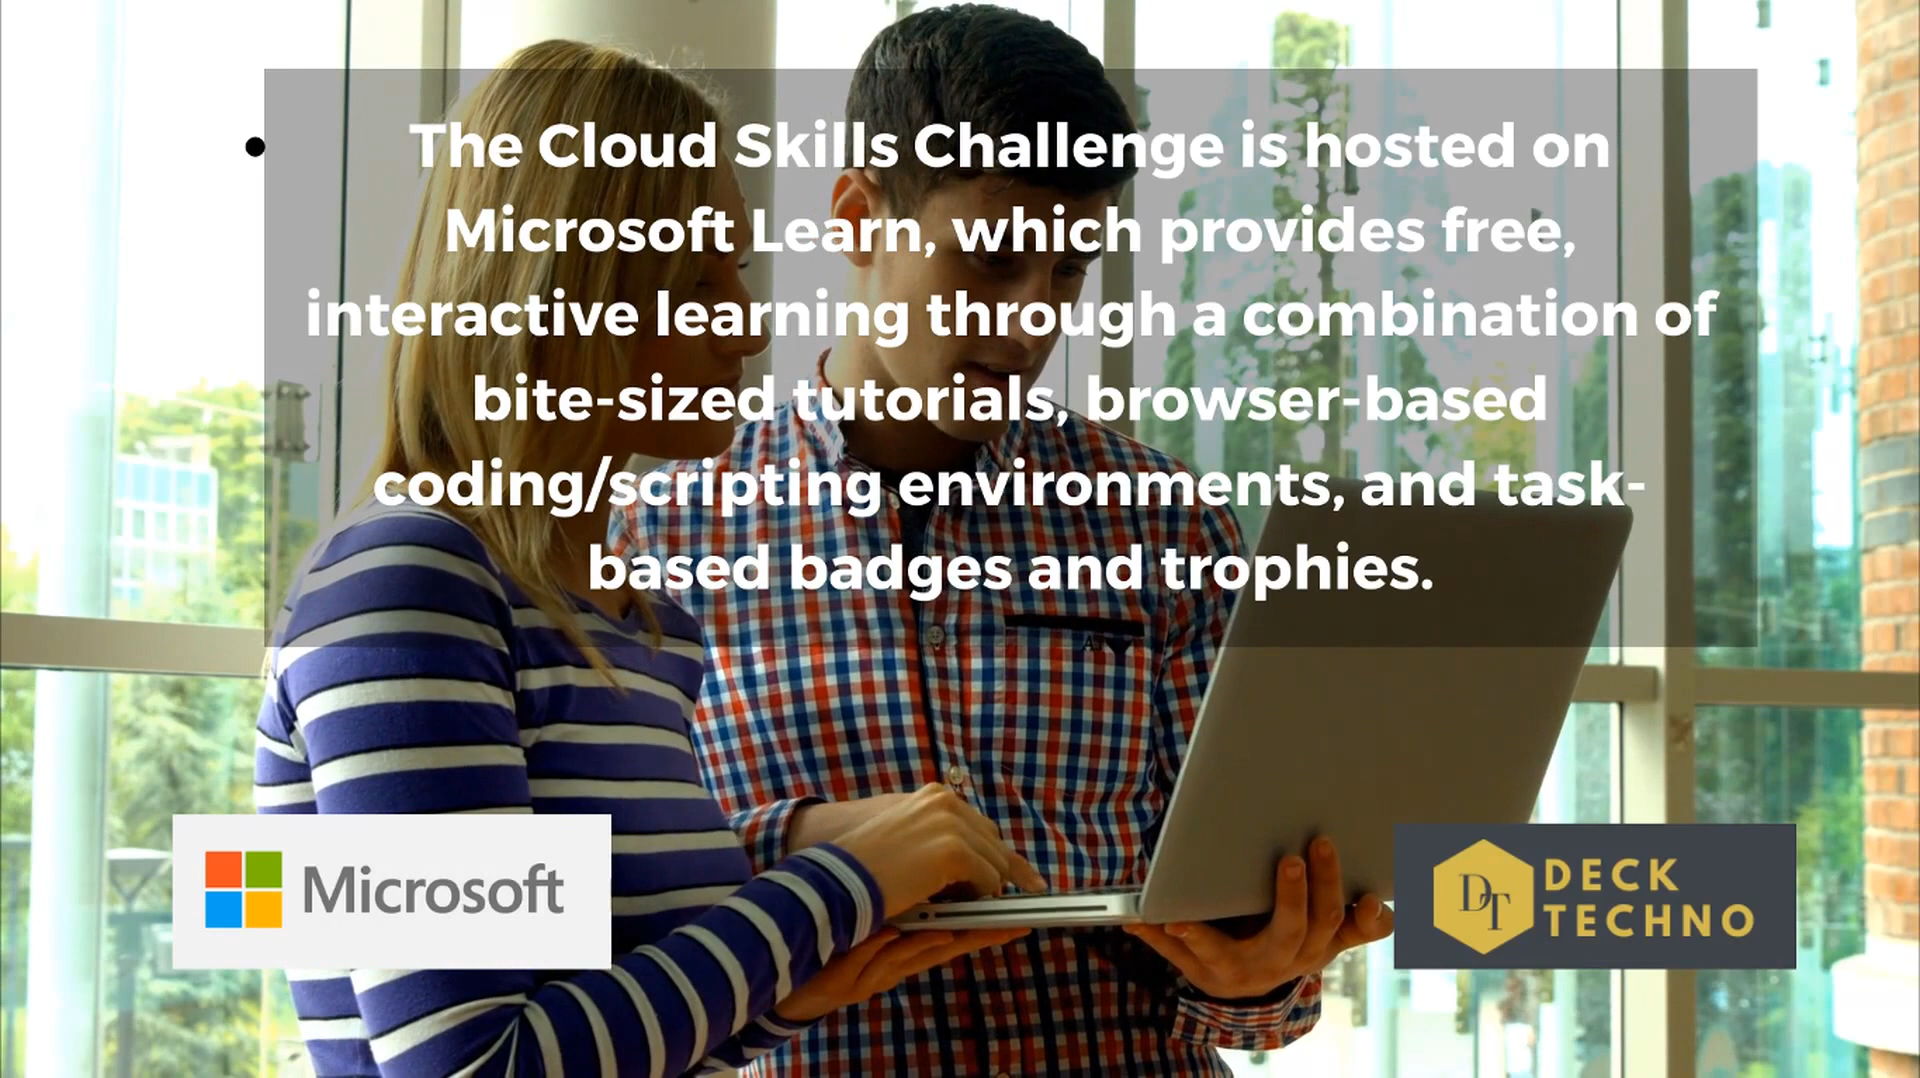 • The Cloud Skills Challenge is hosted on
Microsoft Learn, which provides free,
interactive learning through a combination of
bite-sized tutorials, browser-based
coding/scripting environments, and task-
based badges and trophies.
Microsoft
DT
DECK
TECHNO